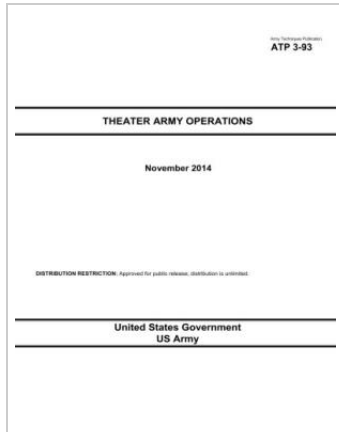 Army Techniques Publication
ATP 3-93
THEATER ARMY OPERATIONS
November 2014
DISTRIBUTION RESTRICTION: Approved for public release; distribution is unlimited.
United States Government
US Army